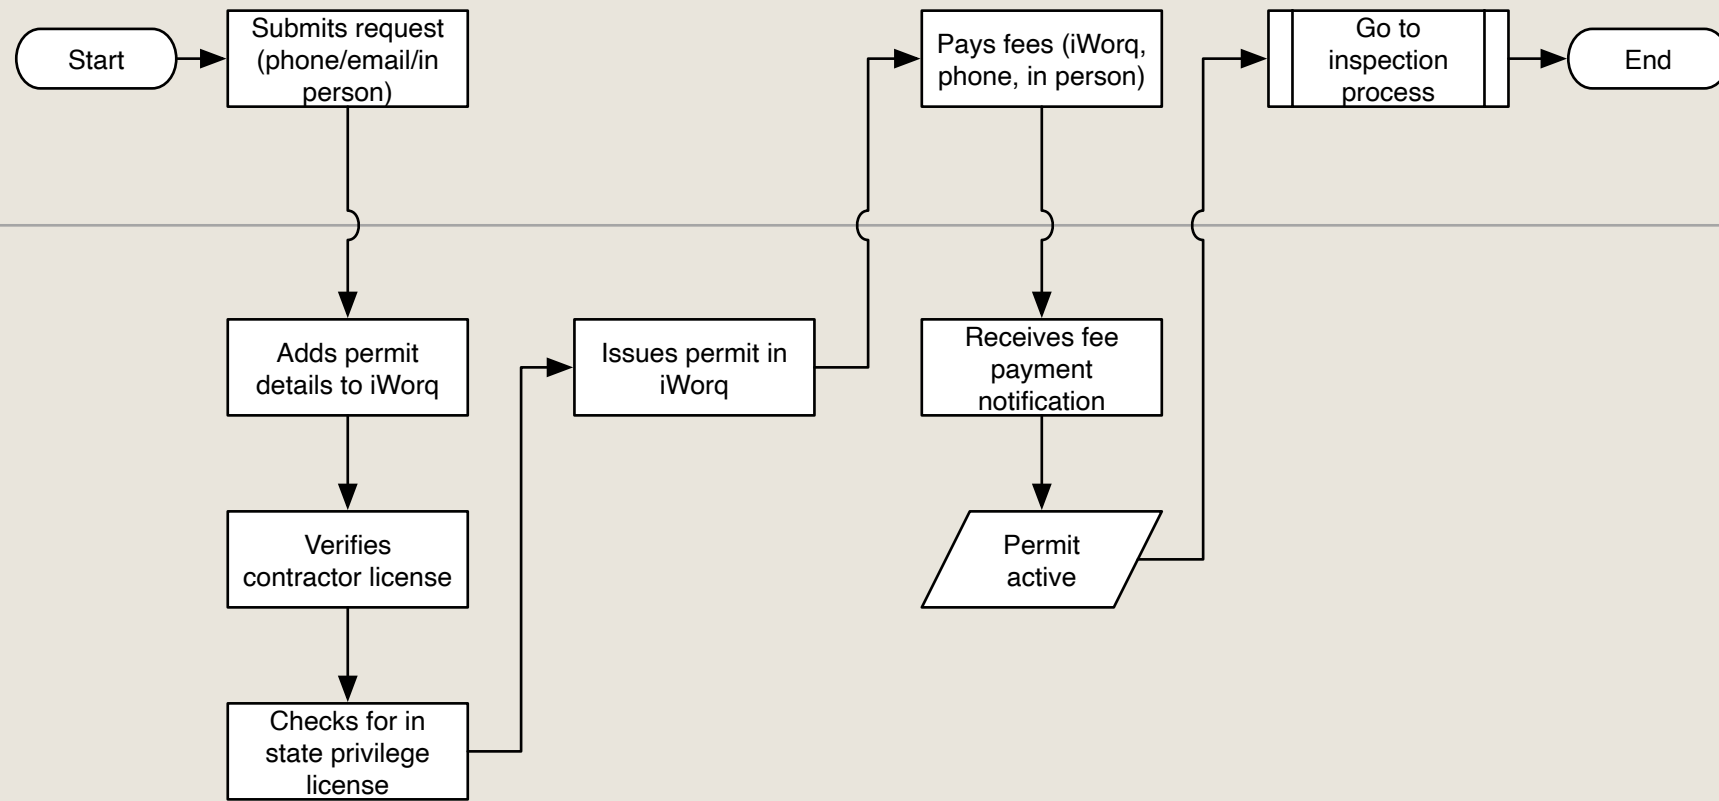 Start
Submits request
(phone/email/in
person)
Pays fees (iWorq,
phone, in person)
Go to
inspection
process
End
Adds permit
details to iWorq
Issues permit in
iWorq
Receives fee
payment
notification
Verifies
contractor license
Permit
active
Checks for in
state privilege
license